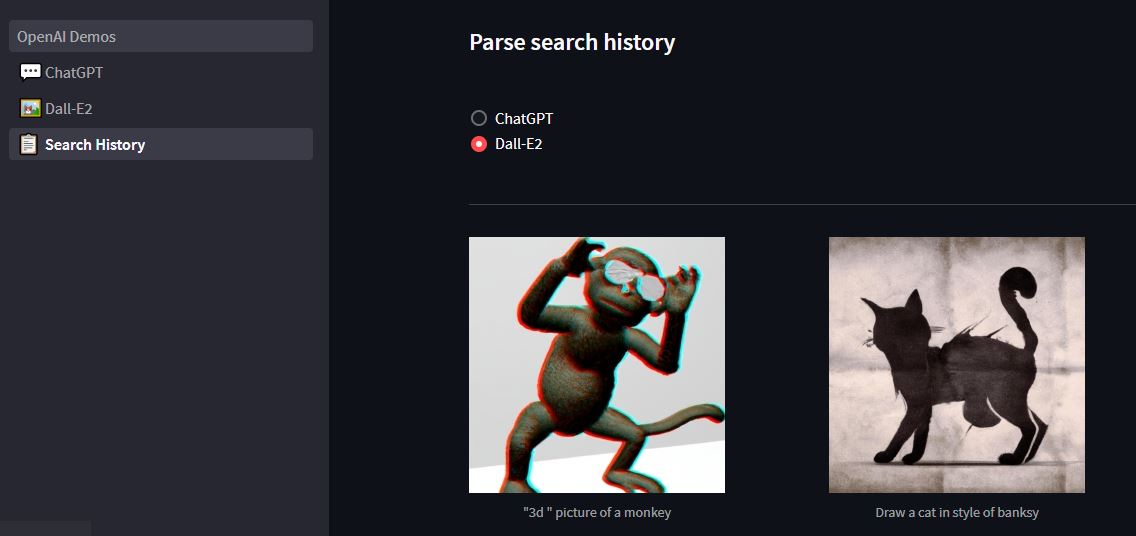 OpenAI Demos
ChatGPT
Dall-E2
Search History
Parse search history
ChatGPT
Dall-E2
"3d " picture of a monkey
Draw a cat in style of banksy